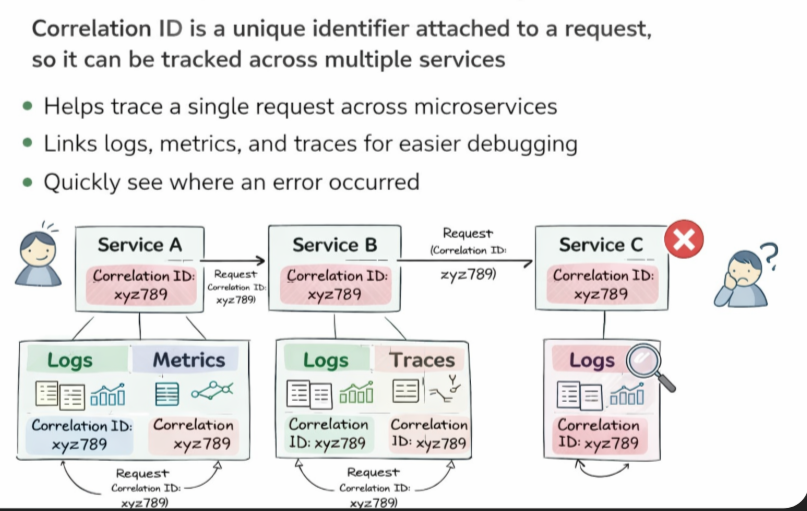 Correlation ID is a unique identifier attached to a request,
so it can be tracked across multiple services
Helps trace a single request across microservices
Links logs, metrics, and traces for easier debugging
Quickly see where an error occurred
Service A
Correlation ID:
xyz789
Request
Correlation ID:
xyz789)
Service B
Correlation ID:
xyz789
Request
(Correlation ID:
xyz789)
Service C
Correlation ID:
xyz789
?
Logs
Correlation ID:
xyz789
Metrics
Correlation
xyz789
Request
Correlation ID:
xyz789)
Logs
Correlation
ID: xyz789
Traces
Correlation
ID: xyz789
Request
Correlation ID:
xyz789)
Logs
Correlation
ID: xyz789